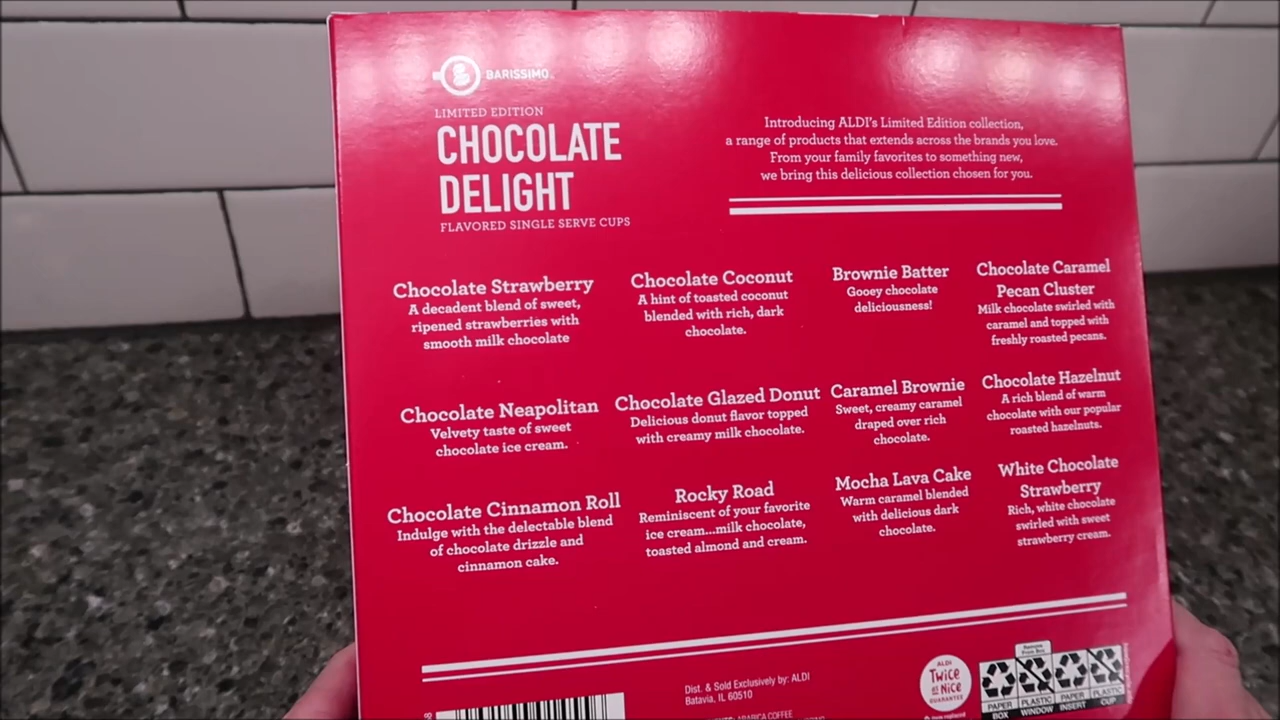 BARISSIMO
LIMITED EDITION
CHOCOLATE
DELIGHT
FLAVORED SINGLE SERVE CUPS
Introducing ALDI's Limited Edition collection,
a range of products that extends across the brands you love.
From your family favorites to something new,
we bring this delicious collection chosen for you.
Chocolate Strawberry
A decadent blend of sweet,
ripened strawberries with
smooth milk chocolate
Chocolate Coconut
A hint of toasted coconut
blended with rich, dark
chocolate.
Brownie Batter
Gooey chocolate
deliciousness!
Chocolate Caramel
Pecan Cluster
Milk chocolate swirled with
caramel and topped with
freshly roasted pecans.
Chocolate Neapolitan
Velvety taste of sweet
chocolate ice cream.
Chocolate Glazed Donut
Delicious donut flavor topped
with creamy milk chocolate.
Caramel Brownie
Sweet, creamy caramel
draped over rich
chocolate.
Chocolate Hazelnut
A rich blend of warm
chocolate with our popular
roasted hazelnuts.
Chocolate Cinnamon Roll
Indulge with the delectable blend
of chocolate drizzle and
cinnamon cake.
Rocky Road
Reminiscent of your favorite
ice cream...milk chocolate,
toasted almond and cream.
Mocha Lava Cake
Warm caramel blended
with delicious dark
chocolate.
White Chocolate
Strawberry
Rich, white chocolate
swirled with sweet
strawberry cream.
8
Dist. & Sold Exclusively by: ALDI
Batavia, IL 60510
ARABICA COFFEE
ALDI
Twice
as Nice
GUARANTEE
Remove
From Box
PAPER
BOX
PLASTIC
WINDOW
PAPER
INSERT
PLASTIC
CUP